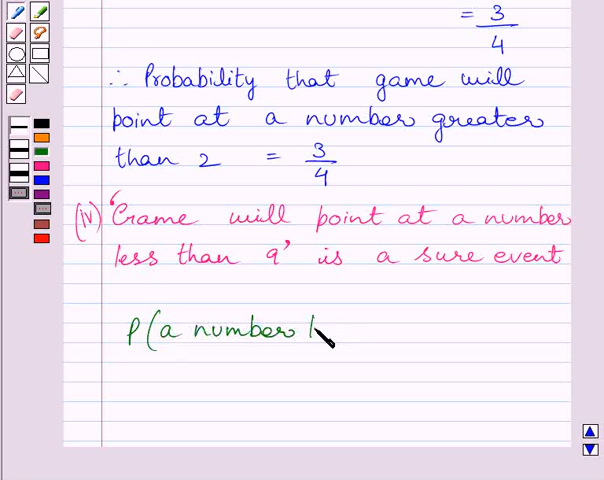 = 3/4
∴ Probability that game will
point at a number greater
than 2 = 3/4
(iv) 'Game will point at a number
less than 9' is a sure event
P(a number l